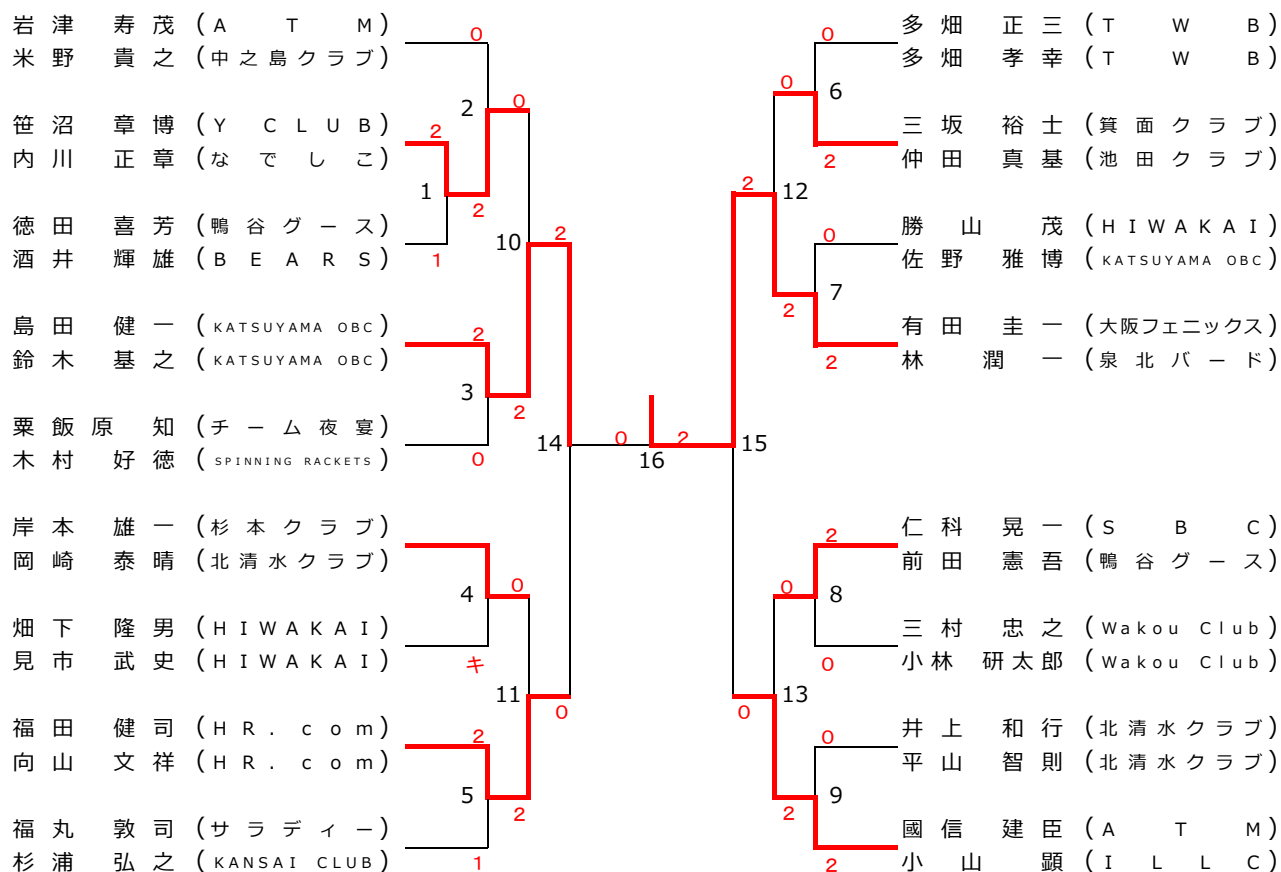 岩津 寿茂 (ATM)
米野 貴之 (中之島クラブ)
笹沼 章博 (Y CLUB)
内川 正章 (なでしこ)
徳田 喜芳 (鴨谷グース)
酒井 輝雄 (BEARS)
島田 健一 (KATSUYAMA OBC)
鈴木 基之 (KATSUYAMA OBC)
粟飯原 知 (チーム夜宴)
木村 好徳 (SPINNING RACKETS)
岸本 雄一 (杉本クラブ)
岡崎 泰晴 (北清水クラブ)
畑下 隆男 (HIWAKAI)
見市 武史 (HIWAKAI)
福田 健司 (HR.com)
向山 文祥 (HR.com)
福丸 敦司 (サラディー)
杉浦 弘之 (KANSAI CLUB)
0
2
0
2
1
2
1
10
2
2
3
2
0
14
4
0
キ
11
0
2
5
2
1
0
16
2
15
0
0
6
2
2
12
0
7
2
2
2
0
8
0
13
0
0
9
2
2
多畑 正三 (TWB)
多畑 孝幸 (TWB)
三坂 裕士 (箕面クラブ)
仲田 真基 (池田クラブ)
勝山 茂 (HIWAKAI)
佐野 雅博 (KATSUYAMA OBC)
有田 圭一 (大阪フェニックス)
林 潤一 (泉北バード)
仁科 晃一 (SBC)
前田 憲吾 (鴨谷グース)
三村 忠之 (Wakou Club)
小林 研太郎 (Wakou Club)
井上 和行 (北清水クラブ)
平山 智則 (北清水クラブ)
國信 建臣 (ATM)
小山 顕 (ILLC)